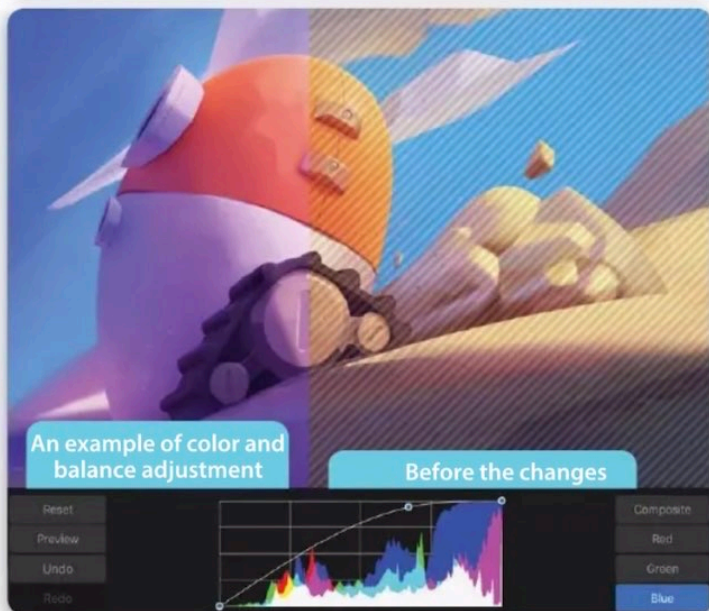 An example of color and
balance adjustment
Before the changes
Reset
Preview
Undo
Redo
Composite
Red
Green
Blue